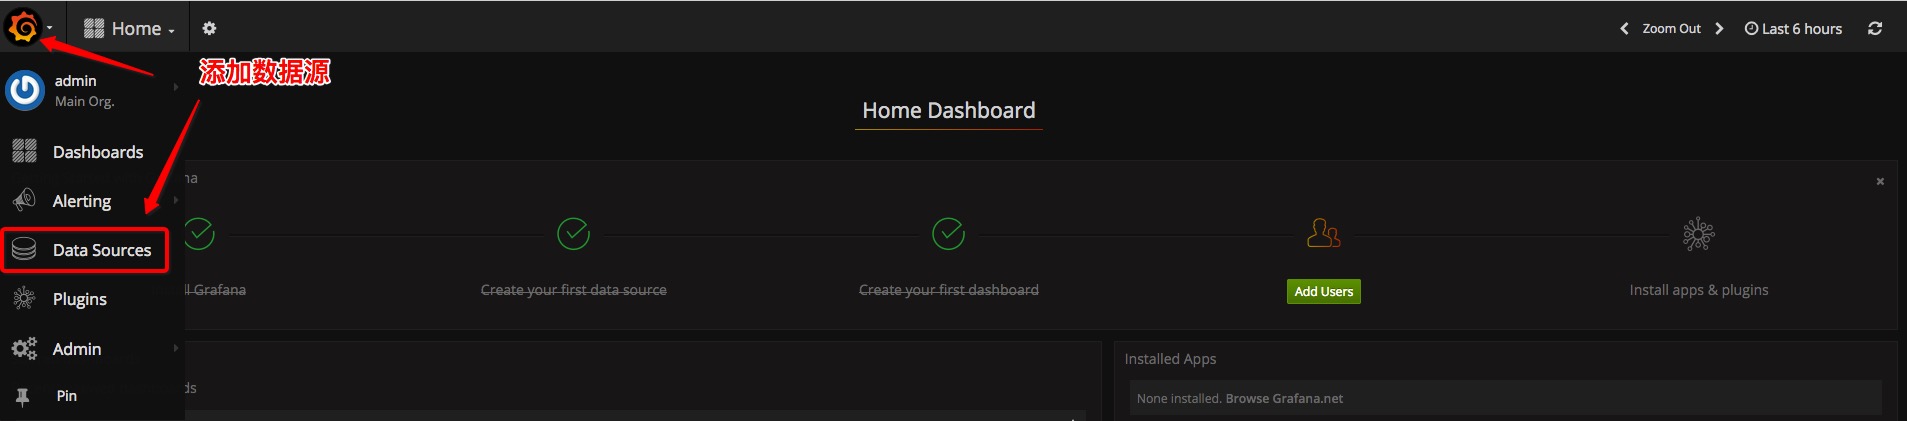 Home
Zoom Out
Last 6 hours
添加数据源
admin
Main Org.
Home Dashboard
Dashboards
na
Alerting
Data Sources
Plugins
ll Grafana
Create your first data source
Create your first dashboard
Add Users
Install apps & plugins
Admin
Installed Apps
ds
Pin
None installed. Browse Grafana.net